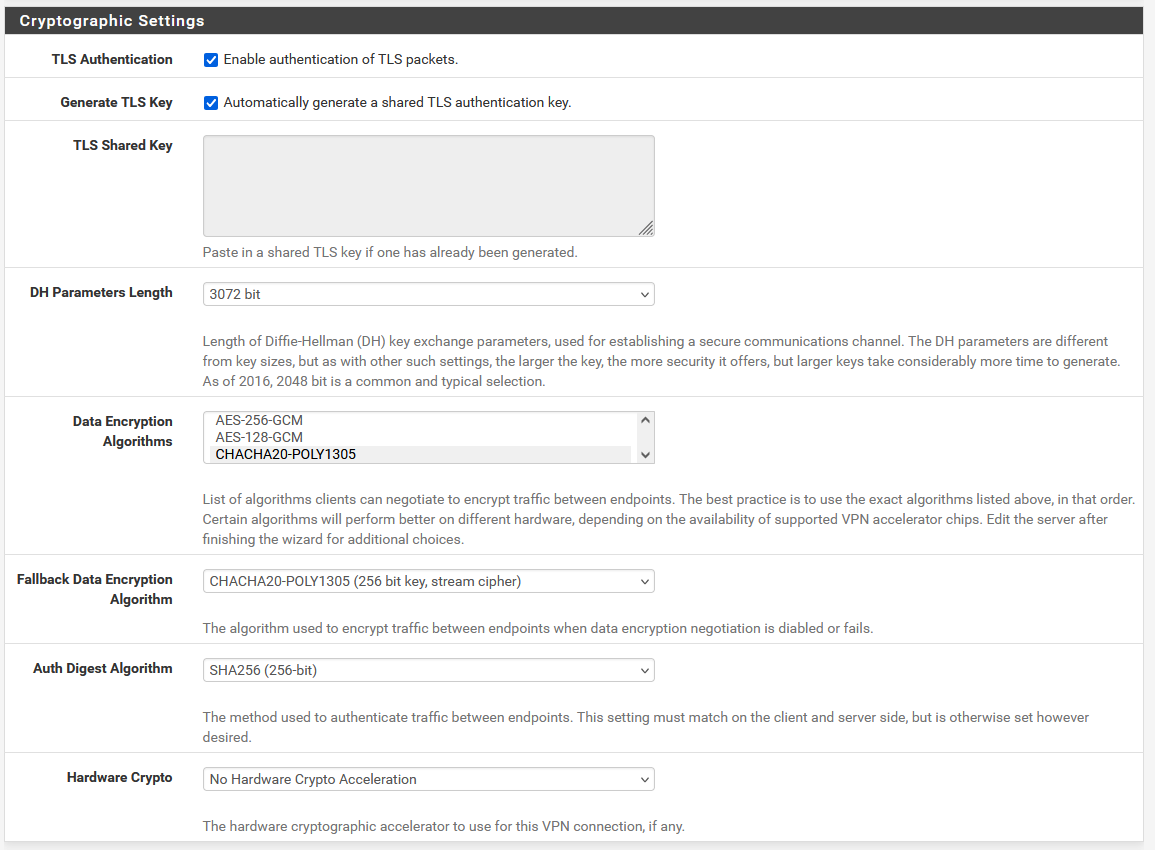 Cryptographic Settings
TLS Authentication
Enable authentication of TLS packets.
Generate TLS Key
Automatically generate a shared TLS authentication key.
TLS Shared Key
Paste in a shared TLS key if one has already been generated.
DH Parameters Length
3072 bit
Length of Diffie-Hellman (DH) key exchange parameters, used for establishing a secure communications channel. The DH parameters are different
from key sizes, but as with other such settings, the larger the key, the more security it offers, but larger keys take considerably more time to generate.
As of 2016, 2048 bit is a common and typical selection.
Data Encryption
Algorithms
AES-256-GCM
AES-128-GCM
CHACHA20-POLY1305
List of algorithms clients can negotiate to encrypt traffic between endpoints. The best practice is to use the exact algorithms listed above, in that order.
Certain algorithms will perform better on different hardware, depending on the availability of supported VPN accelerator chips. Edit the server after
finishing the wizard for additional choices.
Fallback Data Encryption
Algorithm
CHACHA20-POLY1305 (256 bit key, stream cipher)
The algorithm used to encrypt traffic between endpoints when data encryption negotiation is diabled or fails.
Auth Digest Algorithm
SHA256 (256-bit)
The method used to authenticate traffic between endpoints. This setting must match on the client and server side, but is otherwise set however
desired.
Hardware Crypto
No Hardware Crypto Acceleration
The hardware cryptographic accelerator to use for this VPN connection, if any.